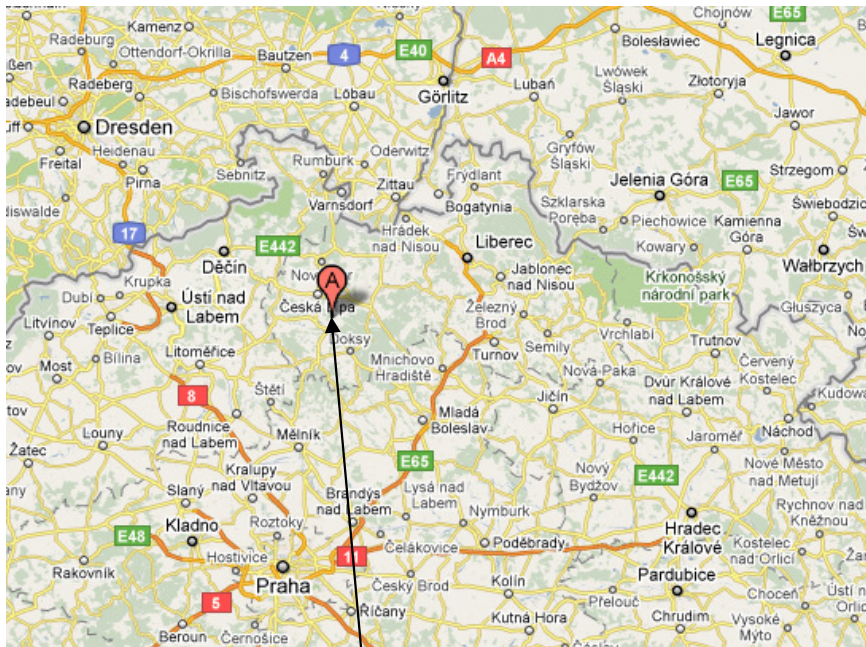 Kamenz
Niesky
Bolesławiec
Chojnów
E65
Radeburg
Ottendorf-Okrilla
Bautzen
4
E40
A4
Legnica
Radeberg
Bischofswerda
Löbau
Görlitz
Lubań
Lwówek
Śląski
Złotoryja
Dresden
Jawor
Freital
Heidenau
Pirna
Sebnitz
Rumburk
Oderwitz
Gryfów
Śląski
Strzegom
Varnsdorf
Zittau
Frýdlant
Bogatynia
Jelenia Góra
E65
Szklarska
Poręba
Piechowice
Kamienna
Góra
Kowary
Wałbrzych
17
Děčín
E442
Hrádek
nad Nisou
Liberec
Jablonec
nad Nisou
Krkonošský
národní park
Głuszyca
Krupka
Dubí
Ústí nad
Labem
A
Česká
Železný
Brod
Litvínov
Teplice
Bílina
Litoměřice
Most
Mnichovo
Hradiště
Turnov
Semily
Vrchlabí
Trutnov
Nová Paka
Červený
Kostelec
Štětí
8
Roudnice
nad Labem
Louny
Mladá
Boleslav
Jičín
Dvůr Králové
nad Labem
Náchod
Žatec
Mělník
Hořice
Jaroměř
Kralupy
nad Vltavou
Slaný
E65
Lysá nad
Labem
Nový
Bydžov
E442
Nové Město
nad Metují
Brandýs
nad Labem
Nymburk
Rychnov nad
Kněžnou
E48
Kladno
Roztoky
Hradec
Králové
Kostelec
nad Orlicí
Rakovník
Hostivice
Praha
11
Čelákovice
Poděbrady
Český Brod
Kolín
Pardubice
Přelouč
Choceň
5
Říčany
Kutná Hora
Chrudim
Vysoké
Mýto
Beroun
Černošice